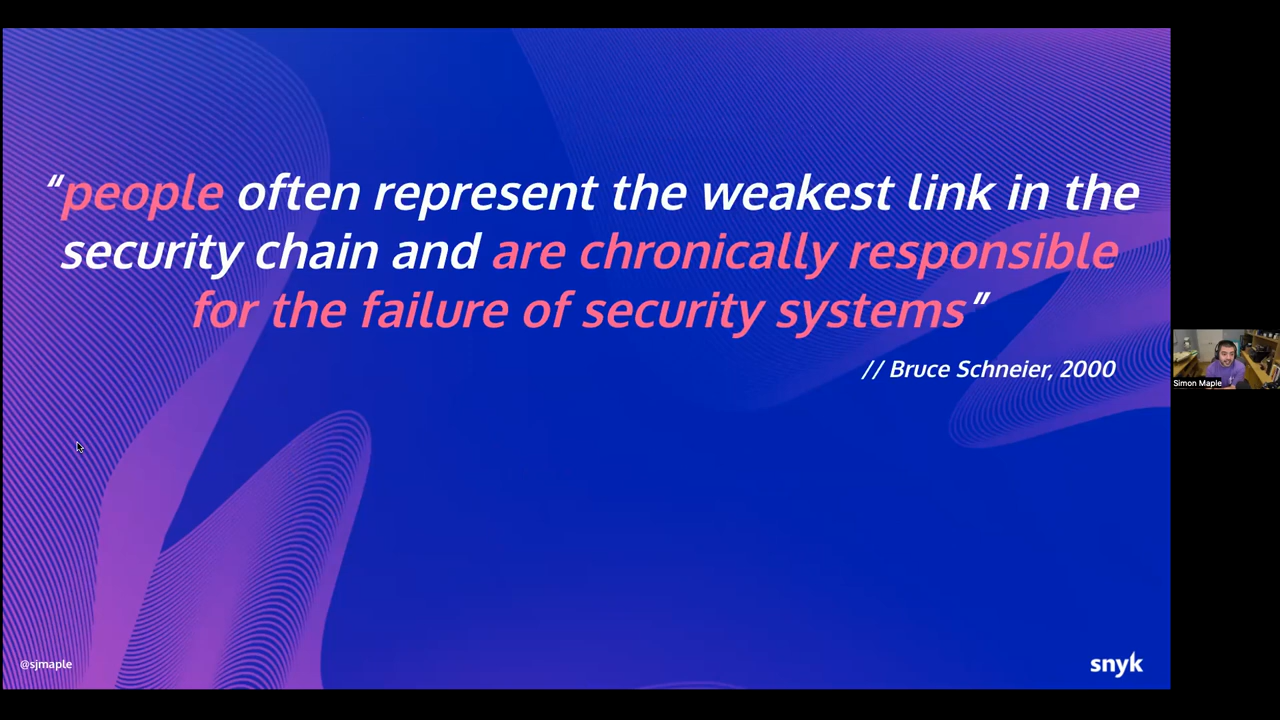 “people often represent the weakest link in the
security chain and are chronically responsible
for the failure of security systems”
// Bruce Schneier, 2000
Simon Maple
@sjmaple
snyk